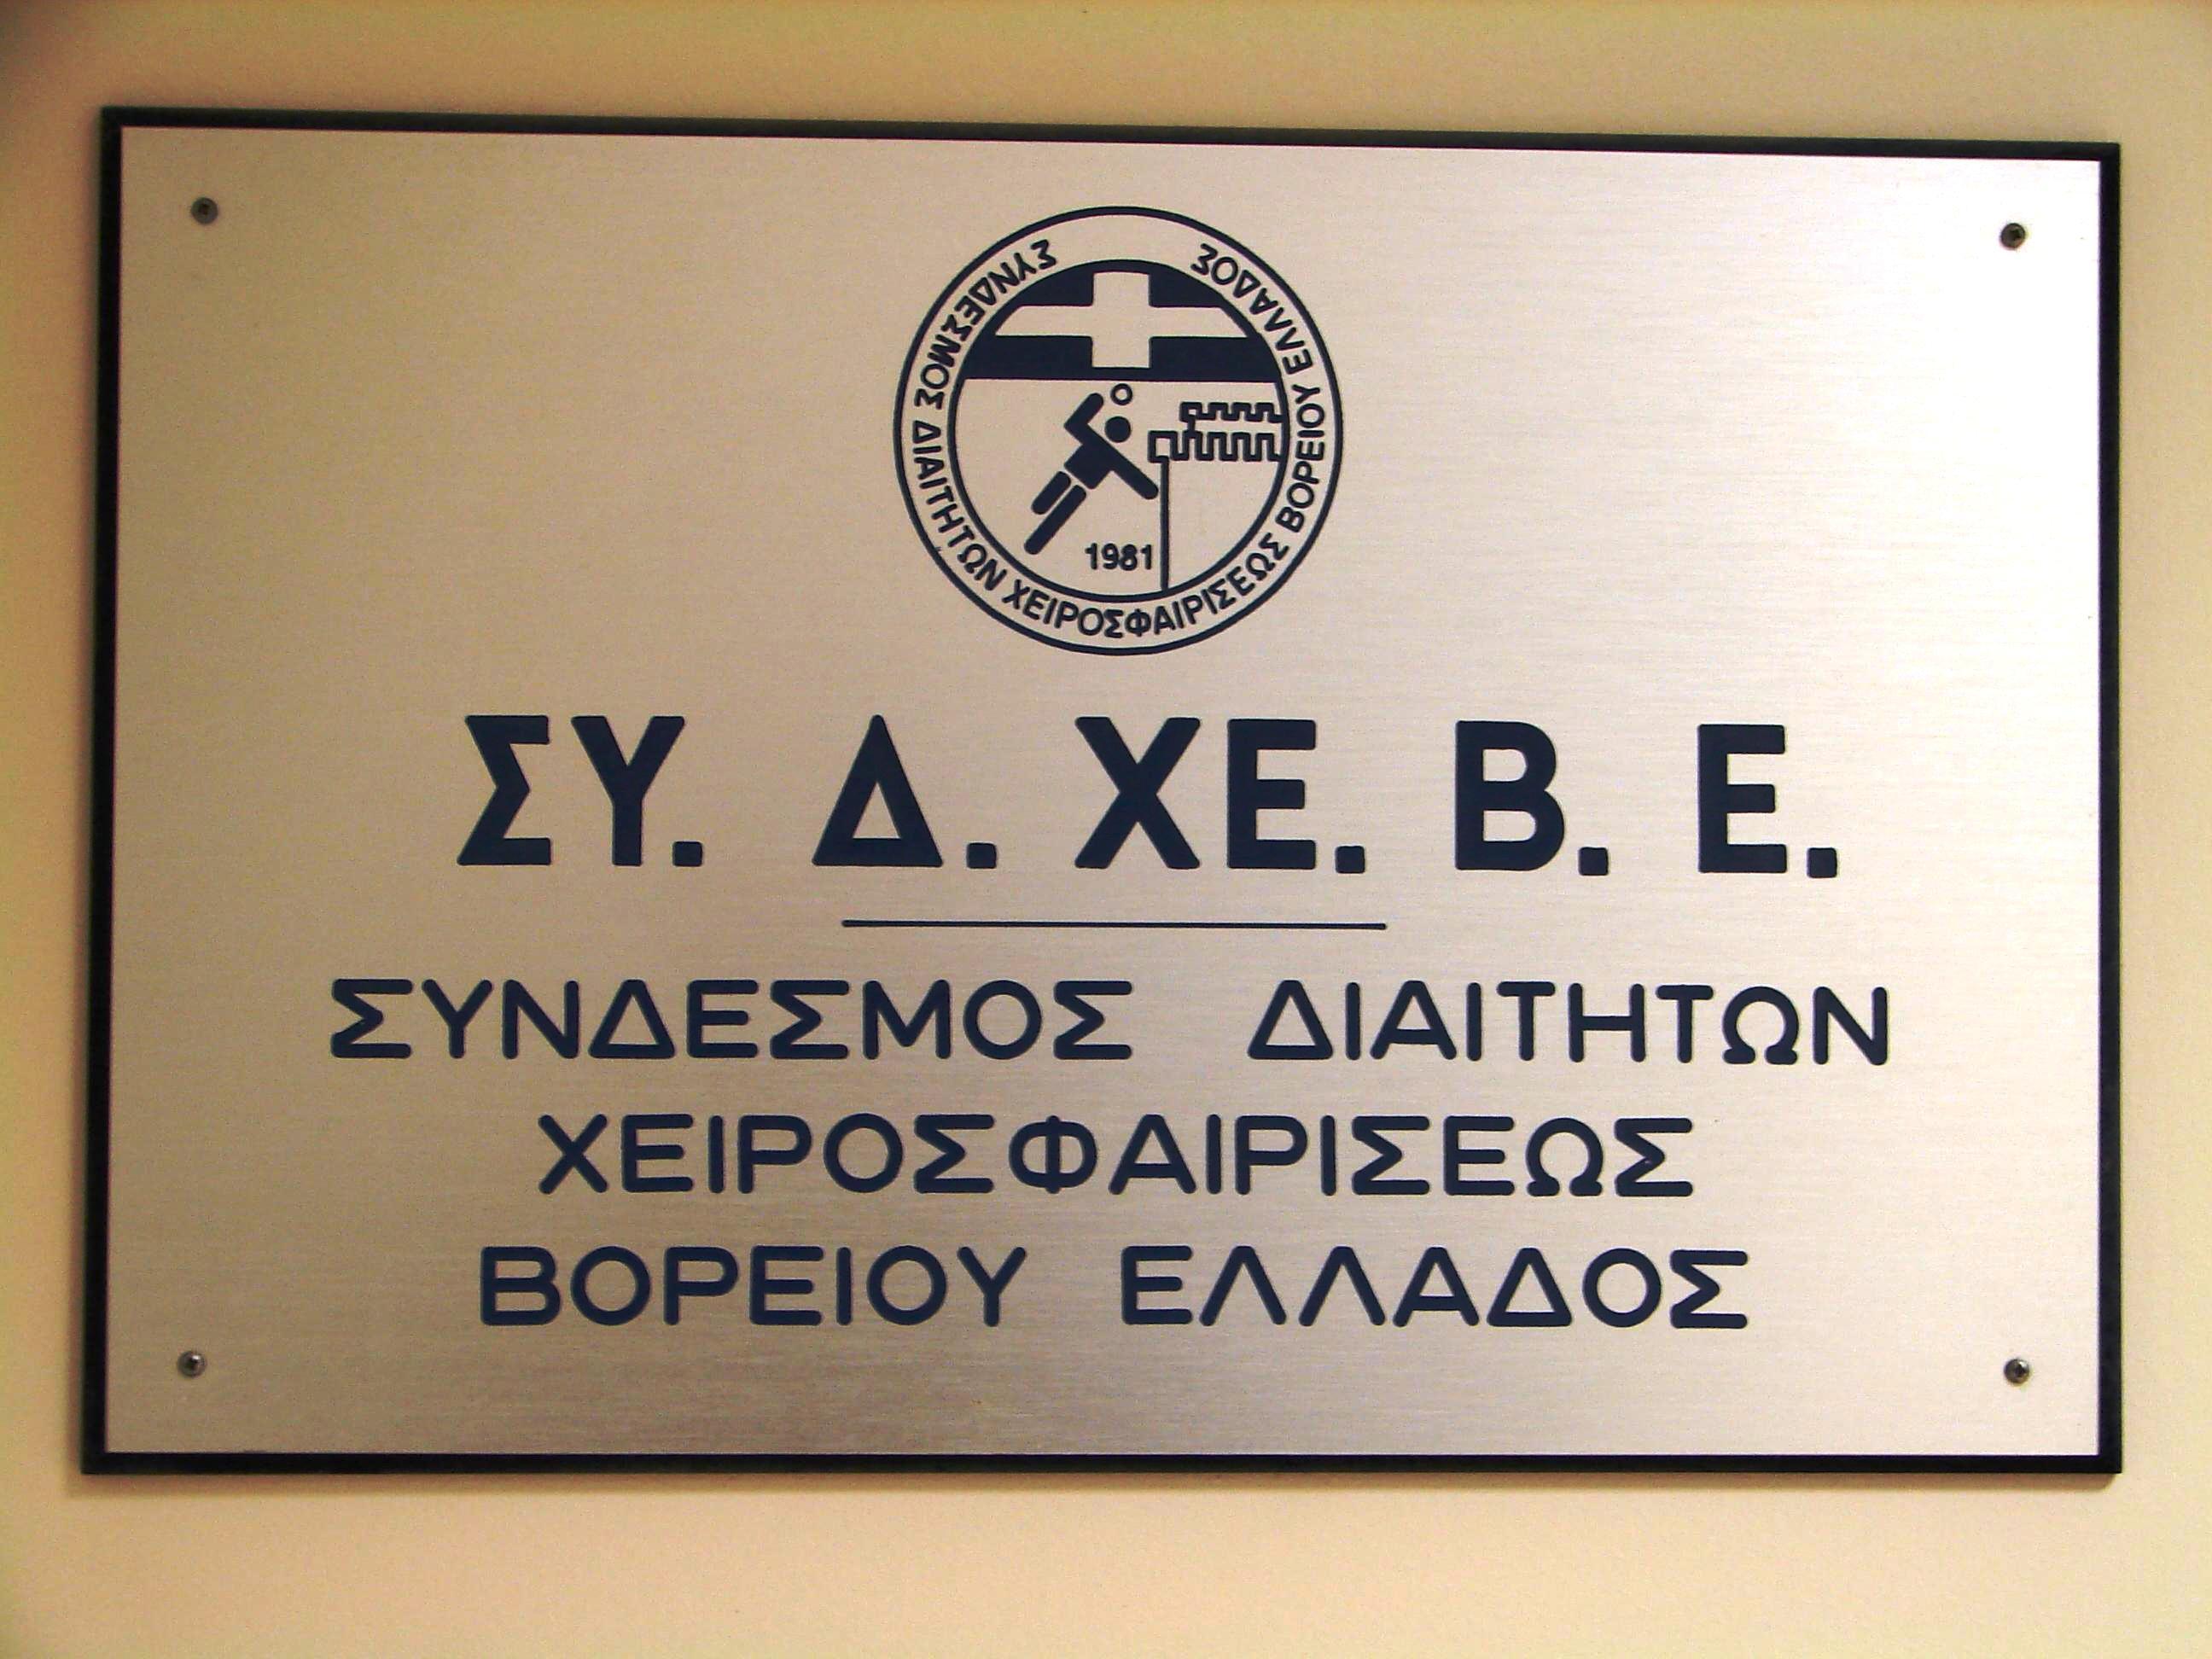 ΣΥΝΔΕΣΜΟΣ ΔΙΑΙΤΗΤΩΝ ΧΕΙΡΟΣΦΑΙΡΙΣΕΩΣ ΒΟΡΕΙΟΥ ΕΛΛΑΔΟΣ
1981
ΣΥ. Δ. ΧΕ. Β. Ε.
ΣΥΝΔΕΣΜΟΣ ΔΙΑΙΤΗΤΩΝ
ΧΕΙΡΟΣΦΑΙΡΙΣΕΩΣ
ΒΟΡΕΙΟΥ ΕΛΛΑΔΟΣ